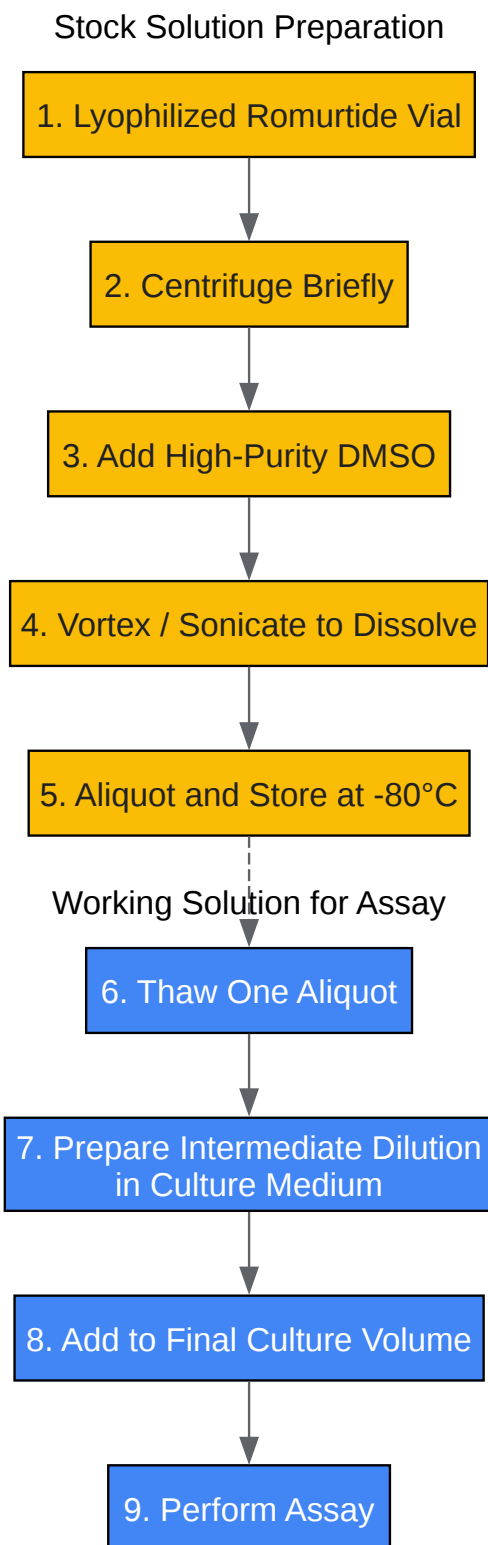 Stock Solution Preparation
1. Lyophilized Romurtide Vial
2. Centrifuge Briefly
3. Add High-Purity DMSO
4. Vortex / Sonicate to Dissolve
5. Aliquot and Store at -80°C
Working Solution for Assay
6. Thaw One Aliquot
7. Prepare Intermediate Dilution
in Culture Medium
8. Add to Final Culture Volume
9. Perform Assay